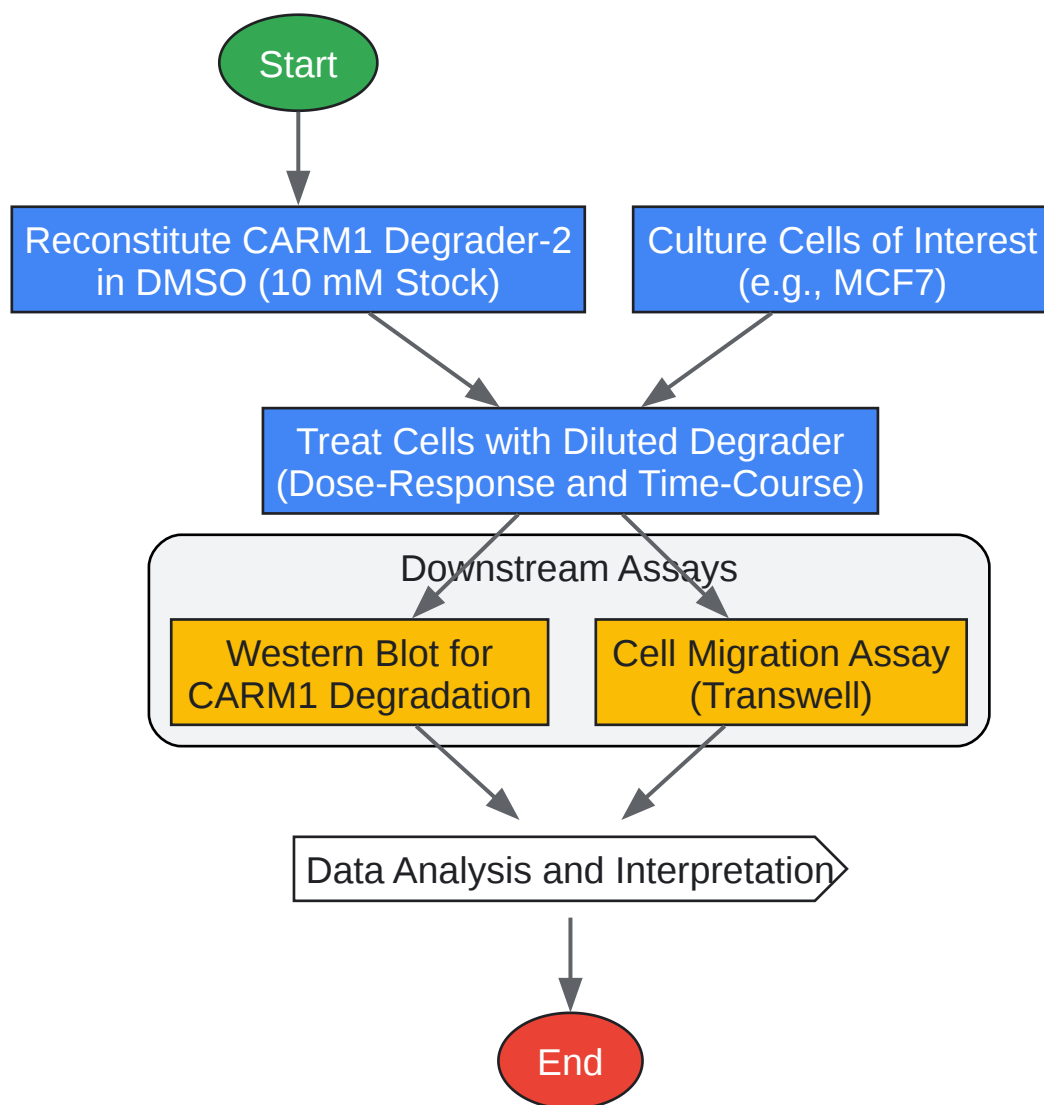 Start
Reconstitute CARM1 Degrader-2
in DMSO (10 mM Stock)
Culture Cells of Interest
(e.g., MCF7)
Treat Cells with Diluted Degrader
(Dose-Response and Time-Course)
Downstream Assays
Western Blot for
CARM1 Degradation
Cell Migration Assay
(Transwell)
Data Analysis and Interpretation
End